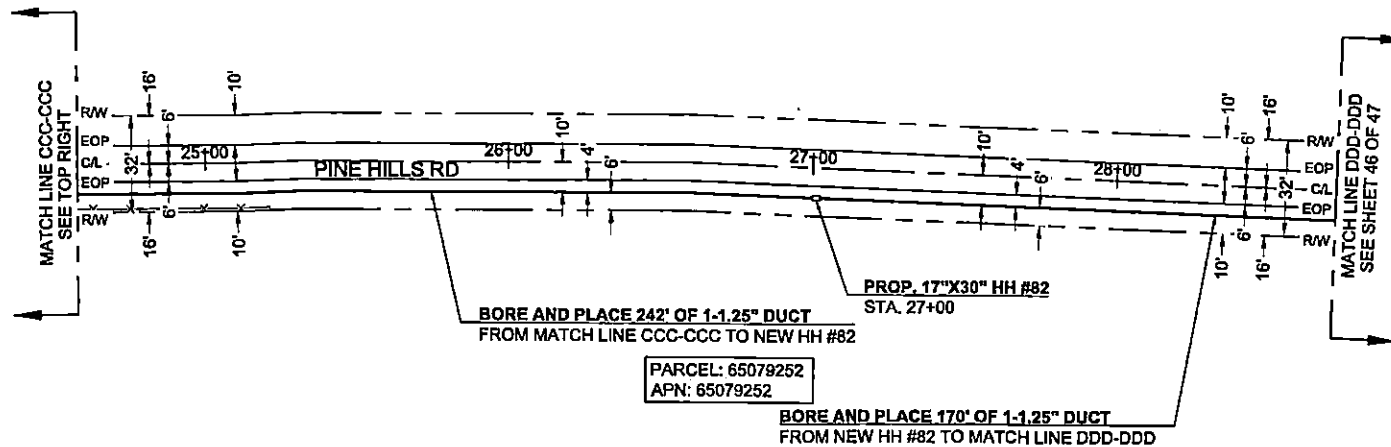 MATCH LINE CCC-CCC
SEE TOP RIGHT
R/W
EOP
C/L
EOP
R/W
32'
16'
6'
10'
6'
16'
10'
25+00
26+00
27+00
28+00
PINE HILLS RD
10'
4'
6'
10'
4'
6'
10'
6'
16'
32'
6'
10'
16'
R/W
EOP
C/L
EOP
R/W
MATCH LINE DDD-DDD
SEE SHEET 46 OF 47
PROP. 17"X30" HH #82
STA. 27+00
BORE AND PLACE 242' OF 1-1.25" DUCT
FROM MATCH LINE CCC-CCC TO NEW HH #82
PARCEL: 65079252
APN: 65079252
BORE AND PLACE 170' OF 1-1.25" DUCT
FROM NEW HH #82 TO MATCH LINE DDD-DDD